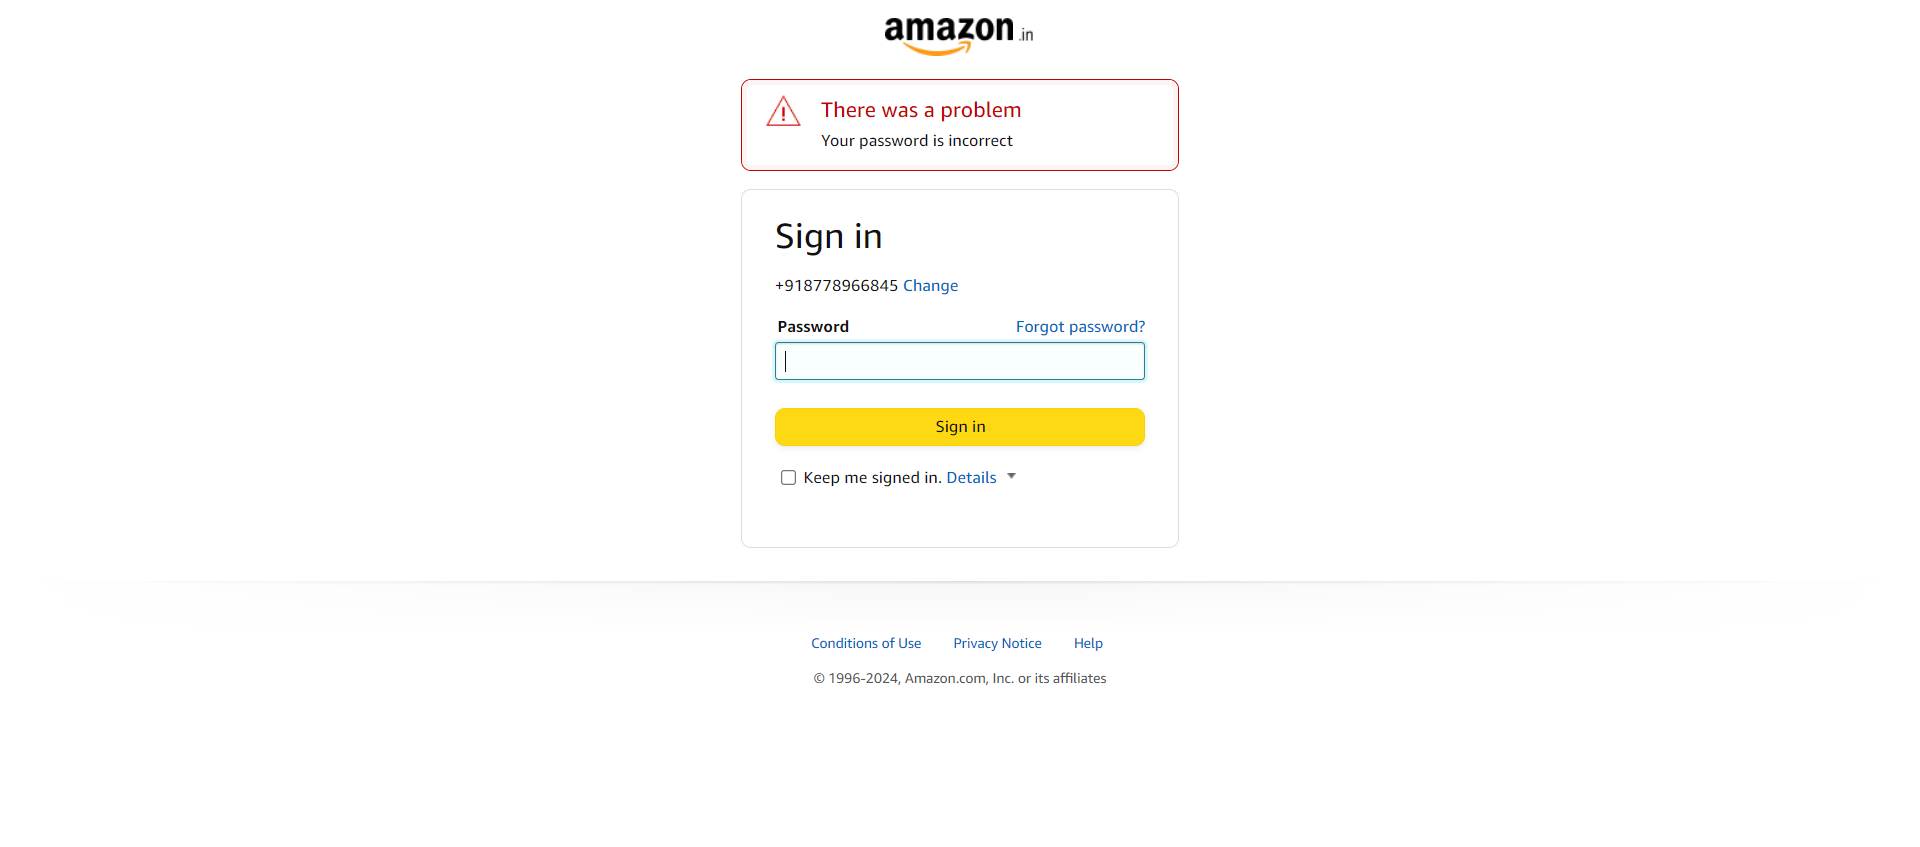 amazon.in
There was a problem
Your password is incorrect
Sign in
+918778966845 Change
Password Forgot password?
Sign in
Keep me signed in. Details
Conditions of Use Privacy Notice Help
© 1996-2024, Amazon.com, Inc. or its affiliates